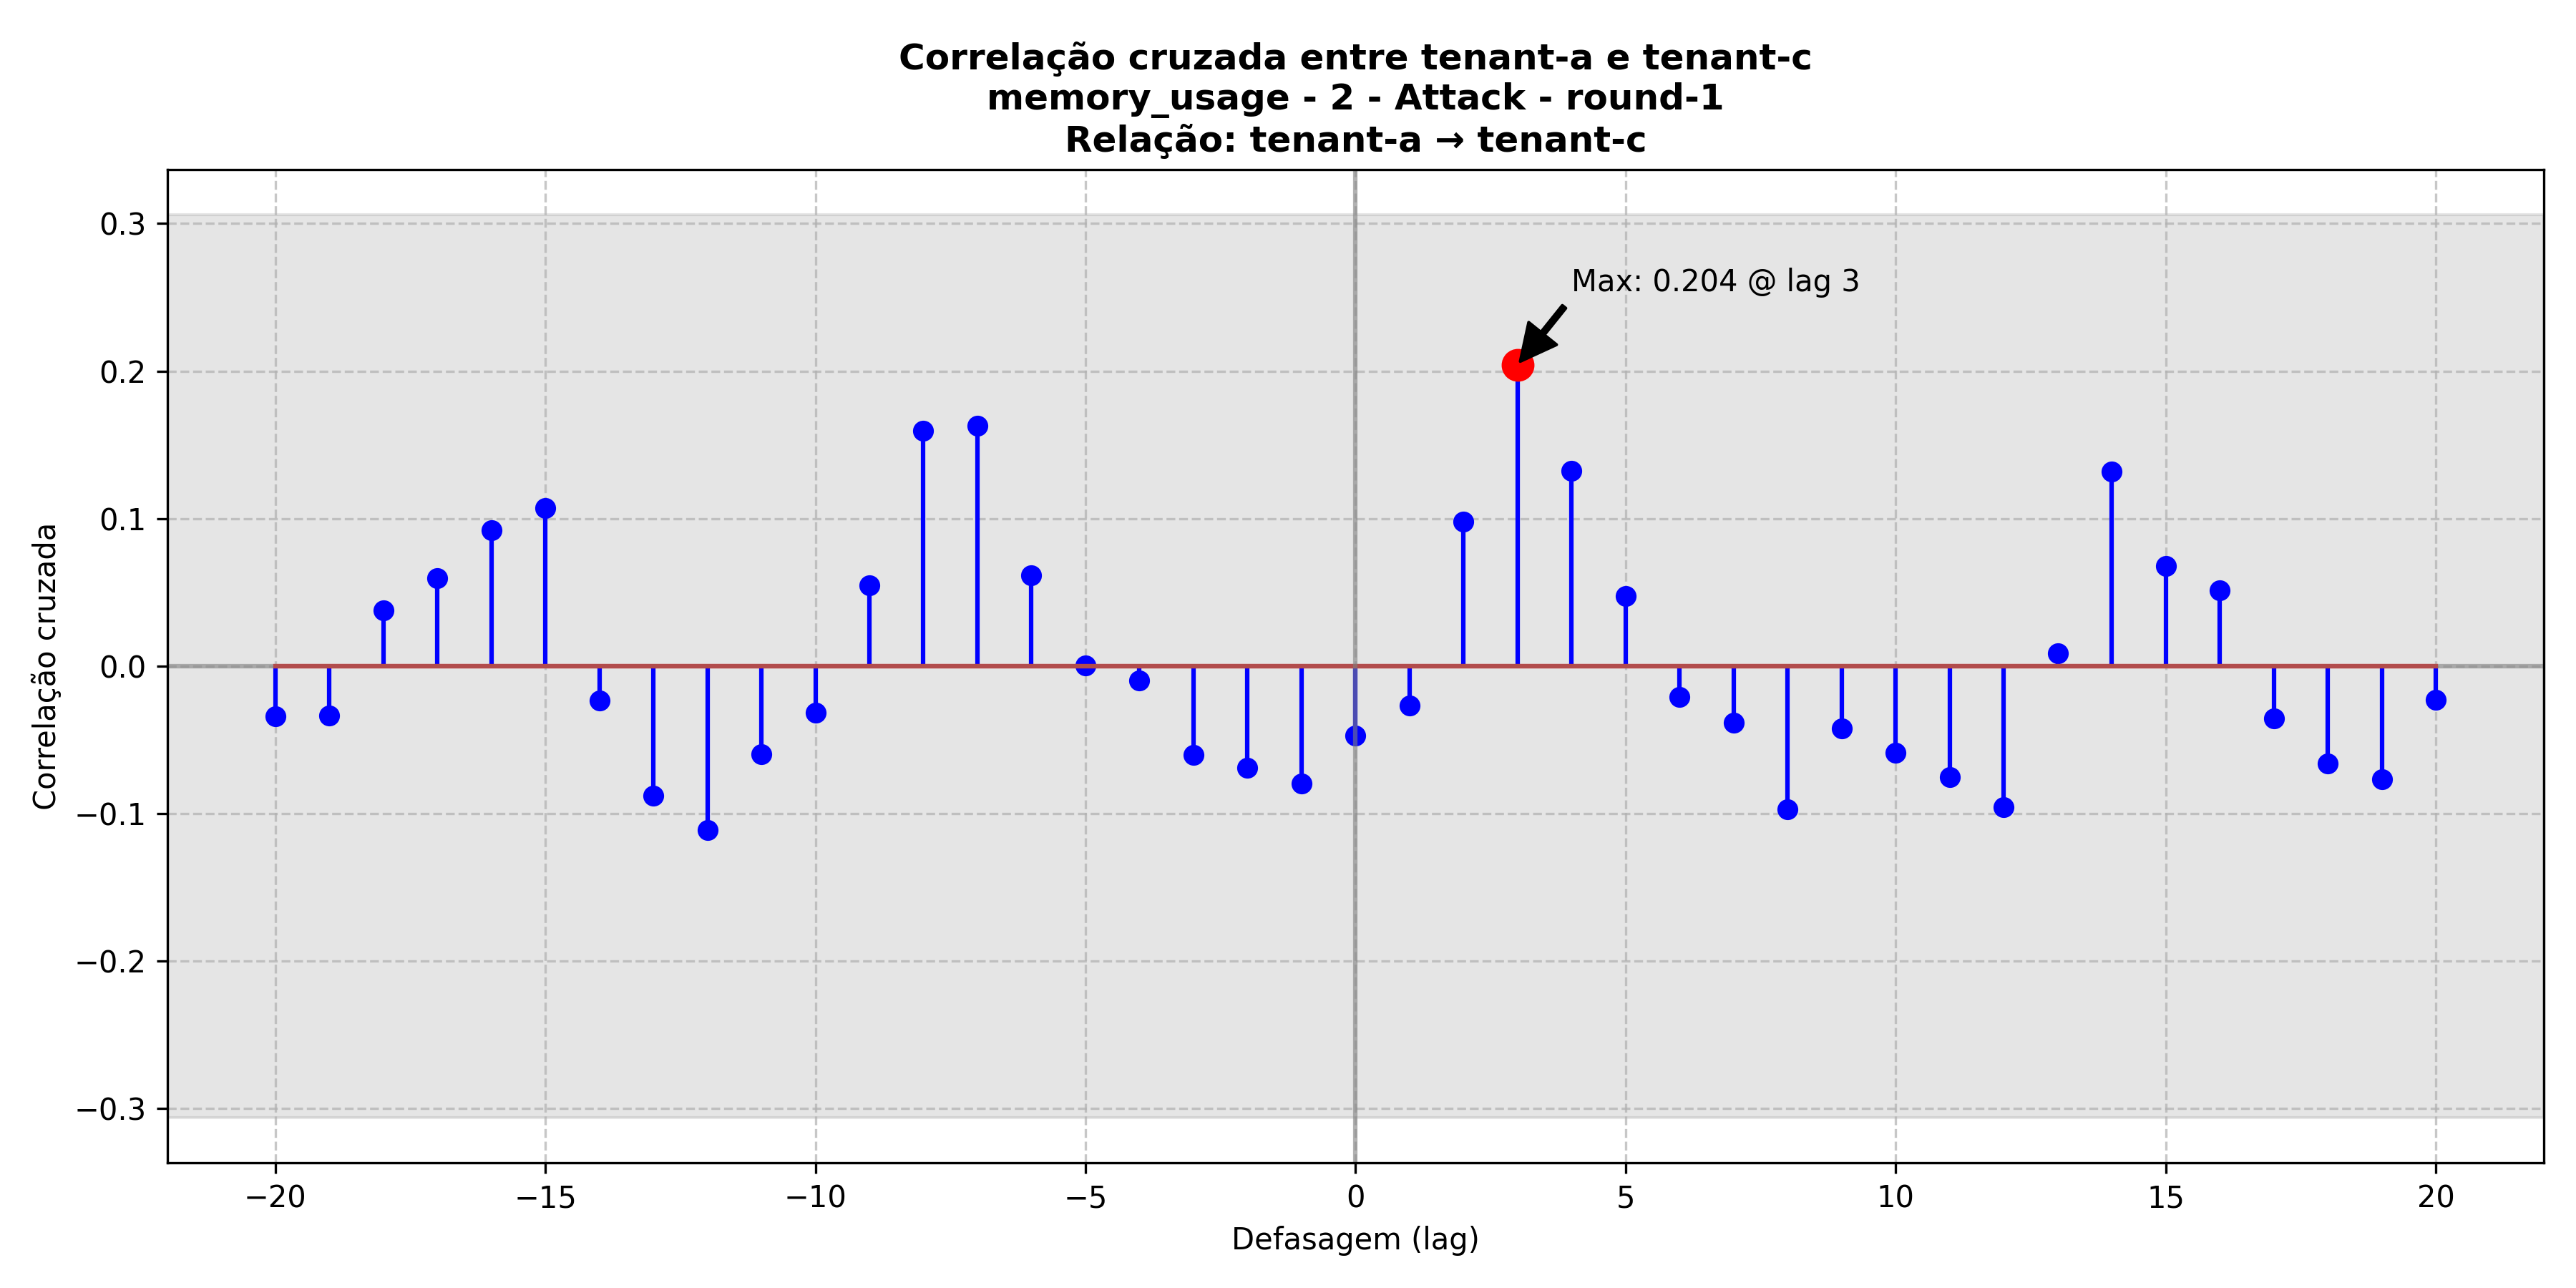 Correlação cruzada entre tenant-a e tenant-c
memory_usage - 2 - Attack - round-1
Relação: tenant-a → tenant-c
0.3
0.2
0.1
0.0
−0.1
−0.2
−0.3
Correlação cruzada
Max: 0.204 @ lag 3
−20 −15 −10 −5 0 5 10 15 20
Defasagem (lag)